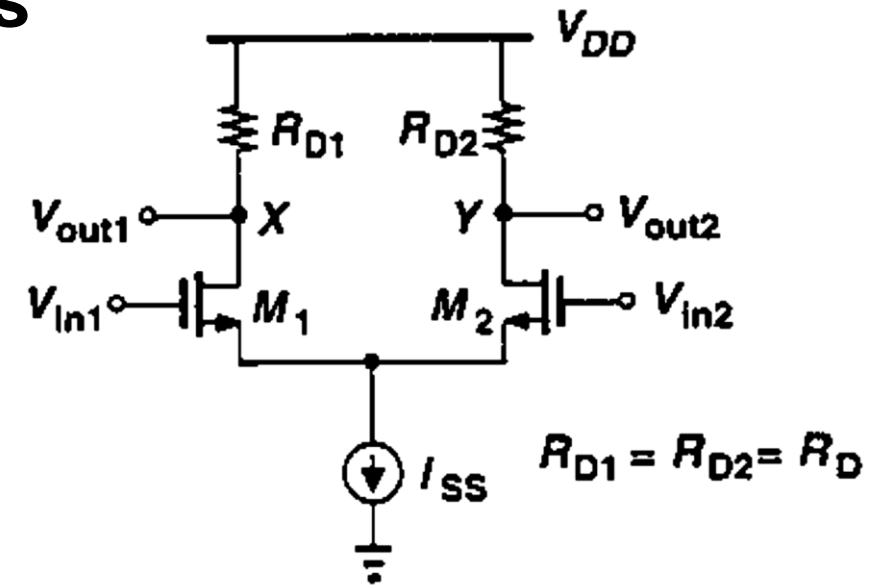 s
V_DD
R_D1 R_D2
V_out1 X Y V_out2
V_in1 M_1 M_2 V_in2
I_SS
R_D1 = R_D2 = R_D